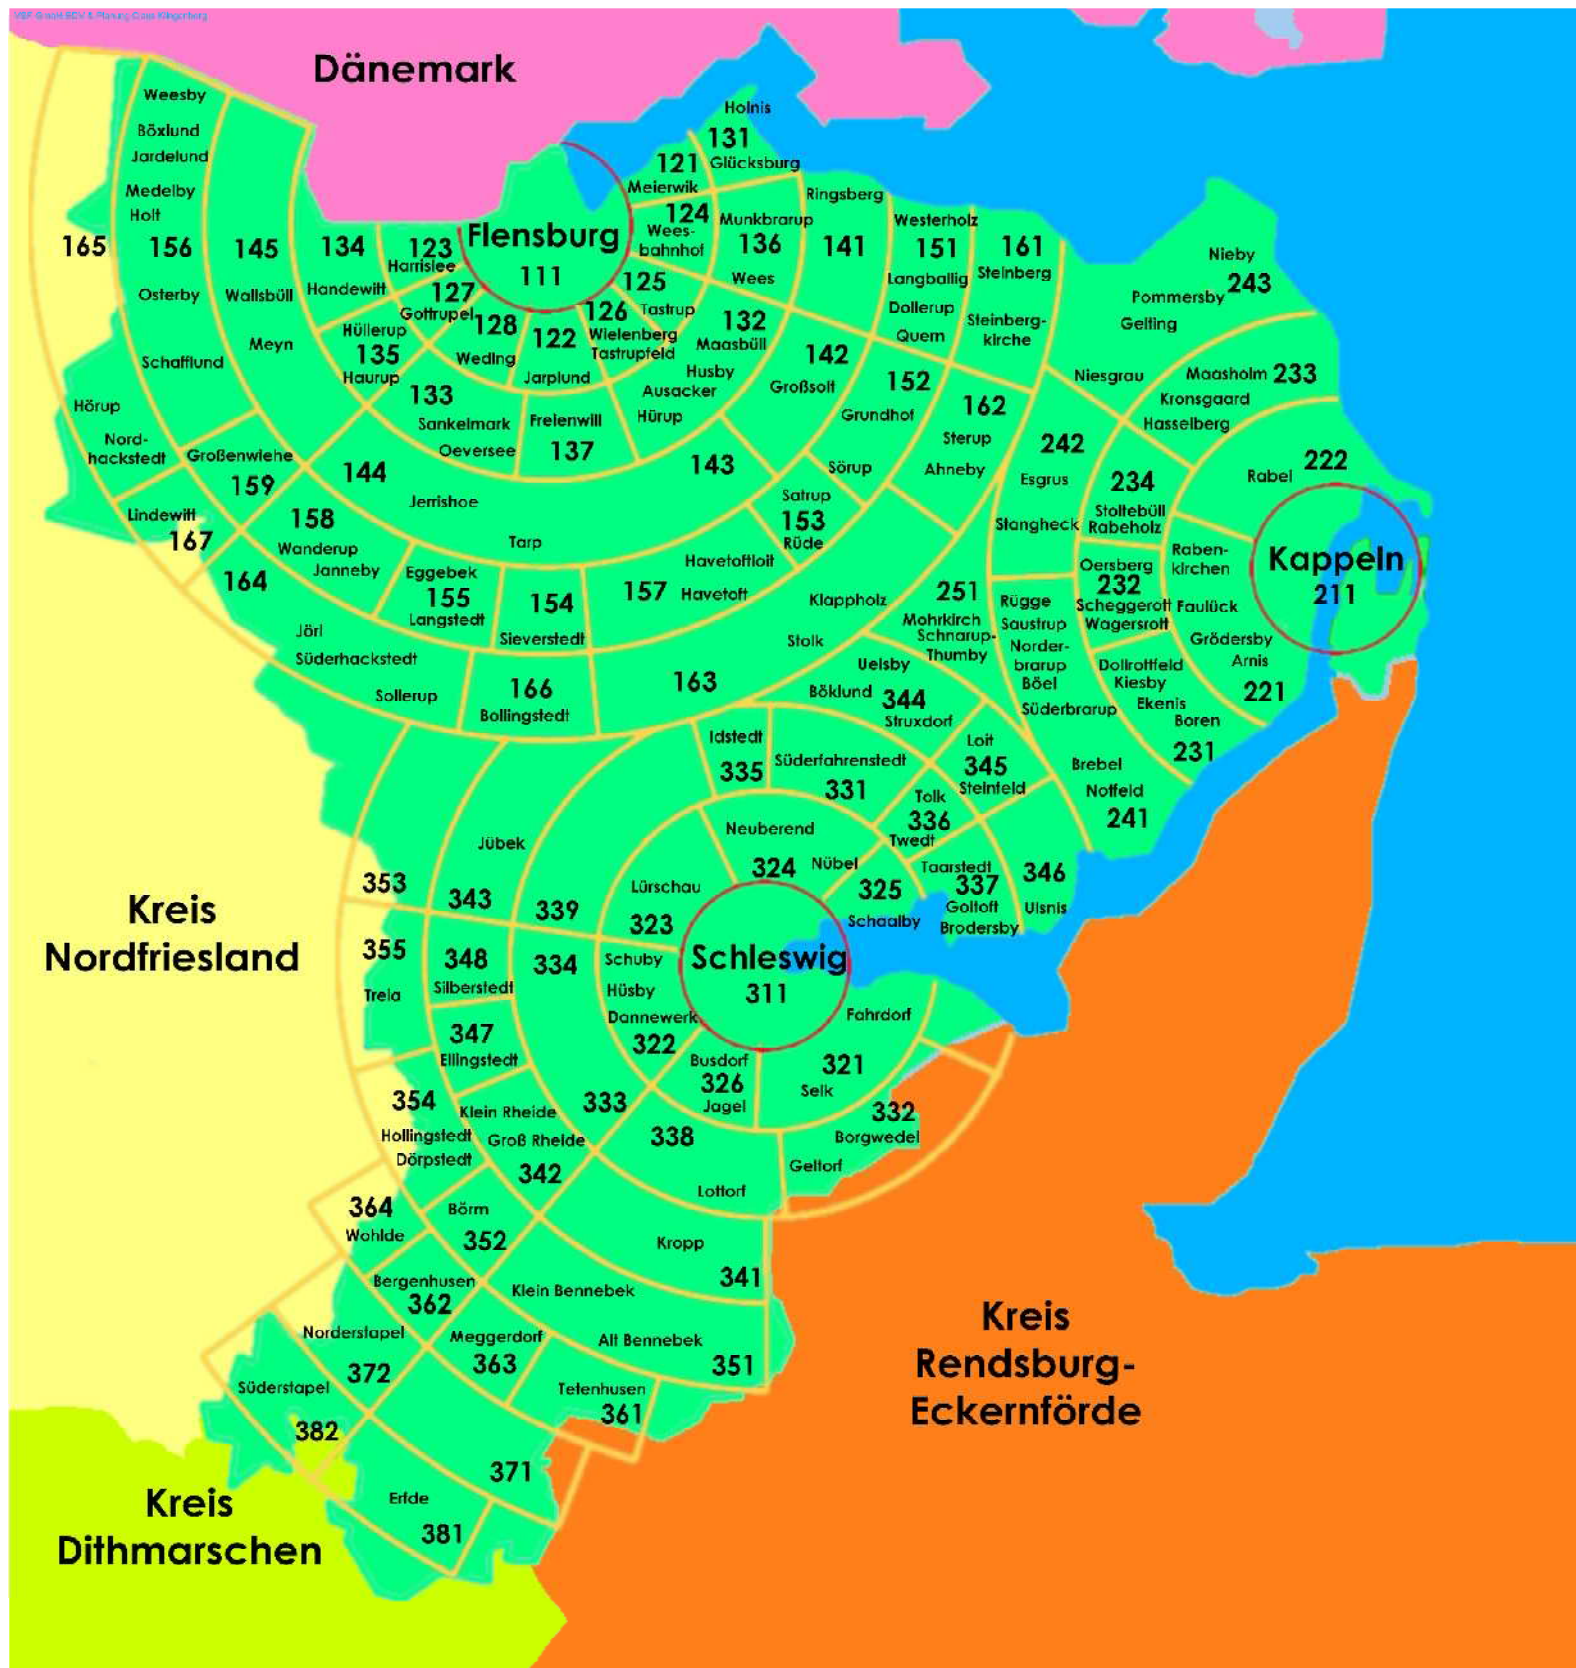 VBF GmbH EDV & Planung Claus Klingenberg
Dänemark
Weesby
Böxlund
Jardelund
Medelby
Holt
165
156
145
134
123
Harrislee
Flensburg
111
Holnis
131
Glücksburg
121
Meierwik
124
Wees-
bahnhof
Munkbrarup
136
Wees
Ringsberg
141
Westerholz
151
Langballig
Dollerup
Quern
161
Steinberg
Steinberg-
kirche
Nieby
243
Pommersby
Gelting
Niesgrau
Osterby
Wallsbüll
Handewitt
127
Gottrupel
128
Weding
122
Jarplund
126
Wielenberg
Tastrupfeld
125
Tastrup
132
Maasbüll
Husby
Ausacker
Hürup
Hüllerup
135
Haurup
133
Sankelmark
Oeversee
Freienwill
137
142
Großsolt
152
Grundhof
162
Sterup
Ahneby
Maasholm 233
Kronsgaard
Hasselberg
Schafflund
Meyn
Hörup
Nord-
hackstedt
Großenwiehe
159
144
Jerrishoe
Tarp
143
Sörup
Satrup
153
Rüde
242
Esgrus
Stangheck
234
Stoltebüll
Rabeholz
222
Rabel
Kappeln
211
Lindewitt
167
158
Wanderup
Janneby
164
Eggebek
155
Langstedt
154
Sieverstedt
157
Havetoftloit
Havetoft
Klappholz
Stolk
251
Mohrkirch
Schnarup-
Thumby
Rügge
Saustrup
Norder-
brarup
Böel
Süderbrarup
Oersberg
232
Scheggerott
Wagersrott
Raben-
kirchen
Faulück
Grödersby
Arnis
221
Dollrottfeld
Kiesby
Ekenis
Boren
231
Jörl
Süderhackstedt
Sollerup
166
Bollingstedt
163
Uelsby
Böklund
344
Struxdorf
Idstedt
335
Süderfahrenstedt
331
Loit
345
Steinfeld
Brebel
Notfeld
241
Tolk
336
Twedt
Neuberend
324
Nübel
325
Schaalby
Taarstedt
337
Goltoft
Brodersby
346
Ulsnis
Jübek
343
353
339
Lürschau
323
Kreis
Nordfriesland
355
Treia
348
Silberstedt
334
Schuby
Hüsby
Dannewerk
322
Schleswig
311
Fahrdorf
347
Ellingstedt
354
Hollingstedt
Dörpstedt
Klein Rheide
Groß Rheide
342
333
Busdorf
326
Jagel
321
Selk
332
Borgwedel
Geltorf
338
Lottorf
364
Wohlde
Börm
352
Kropp
341
Bergenhusen
362
Klein Bennebek
Alt Bennebek
351
Norderstapel
372
Meggerdorf
363
Tetenhusen
361
Süderstapel
382
371
Erfde
381
Kreis
Rendsburg-
Eckernförde
Kreis
Dithmarschen